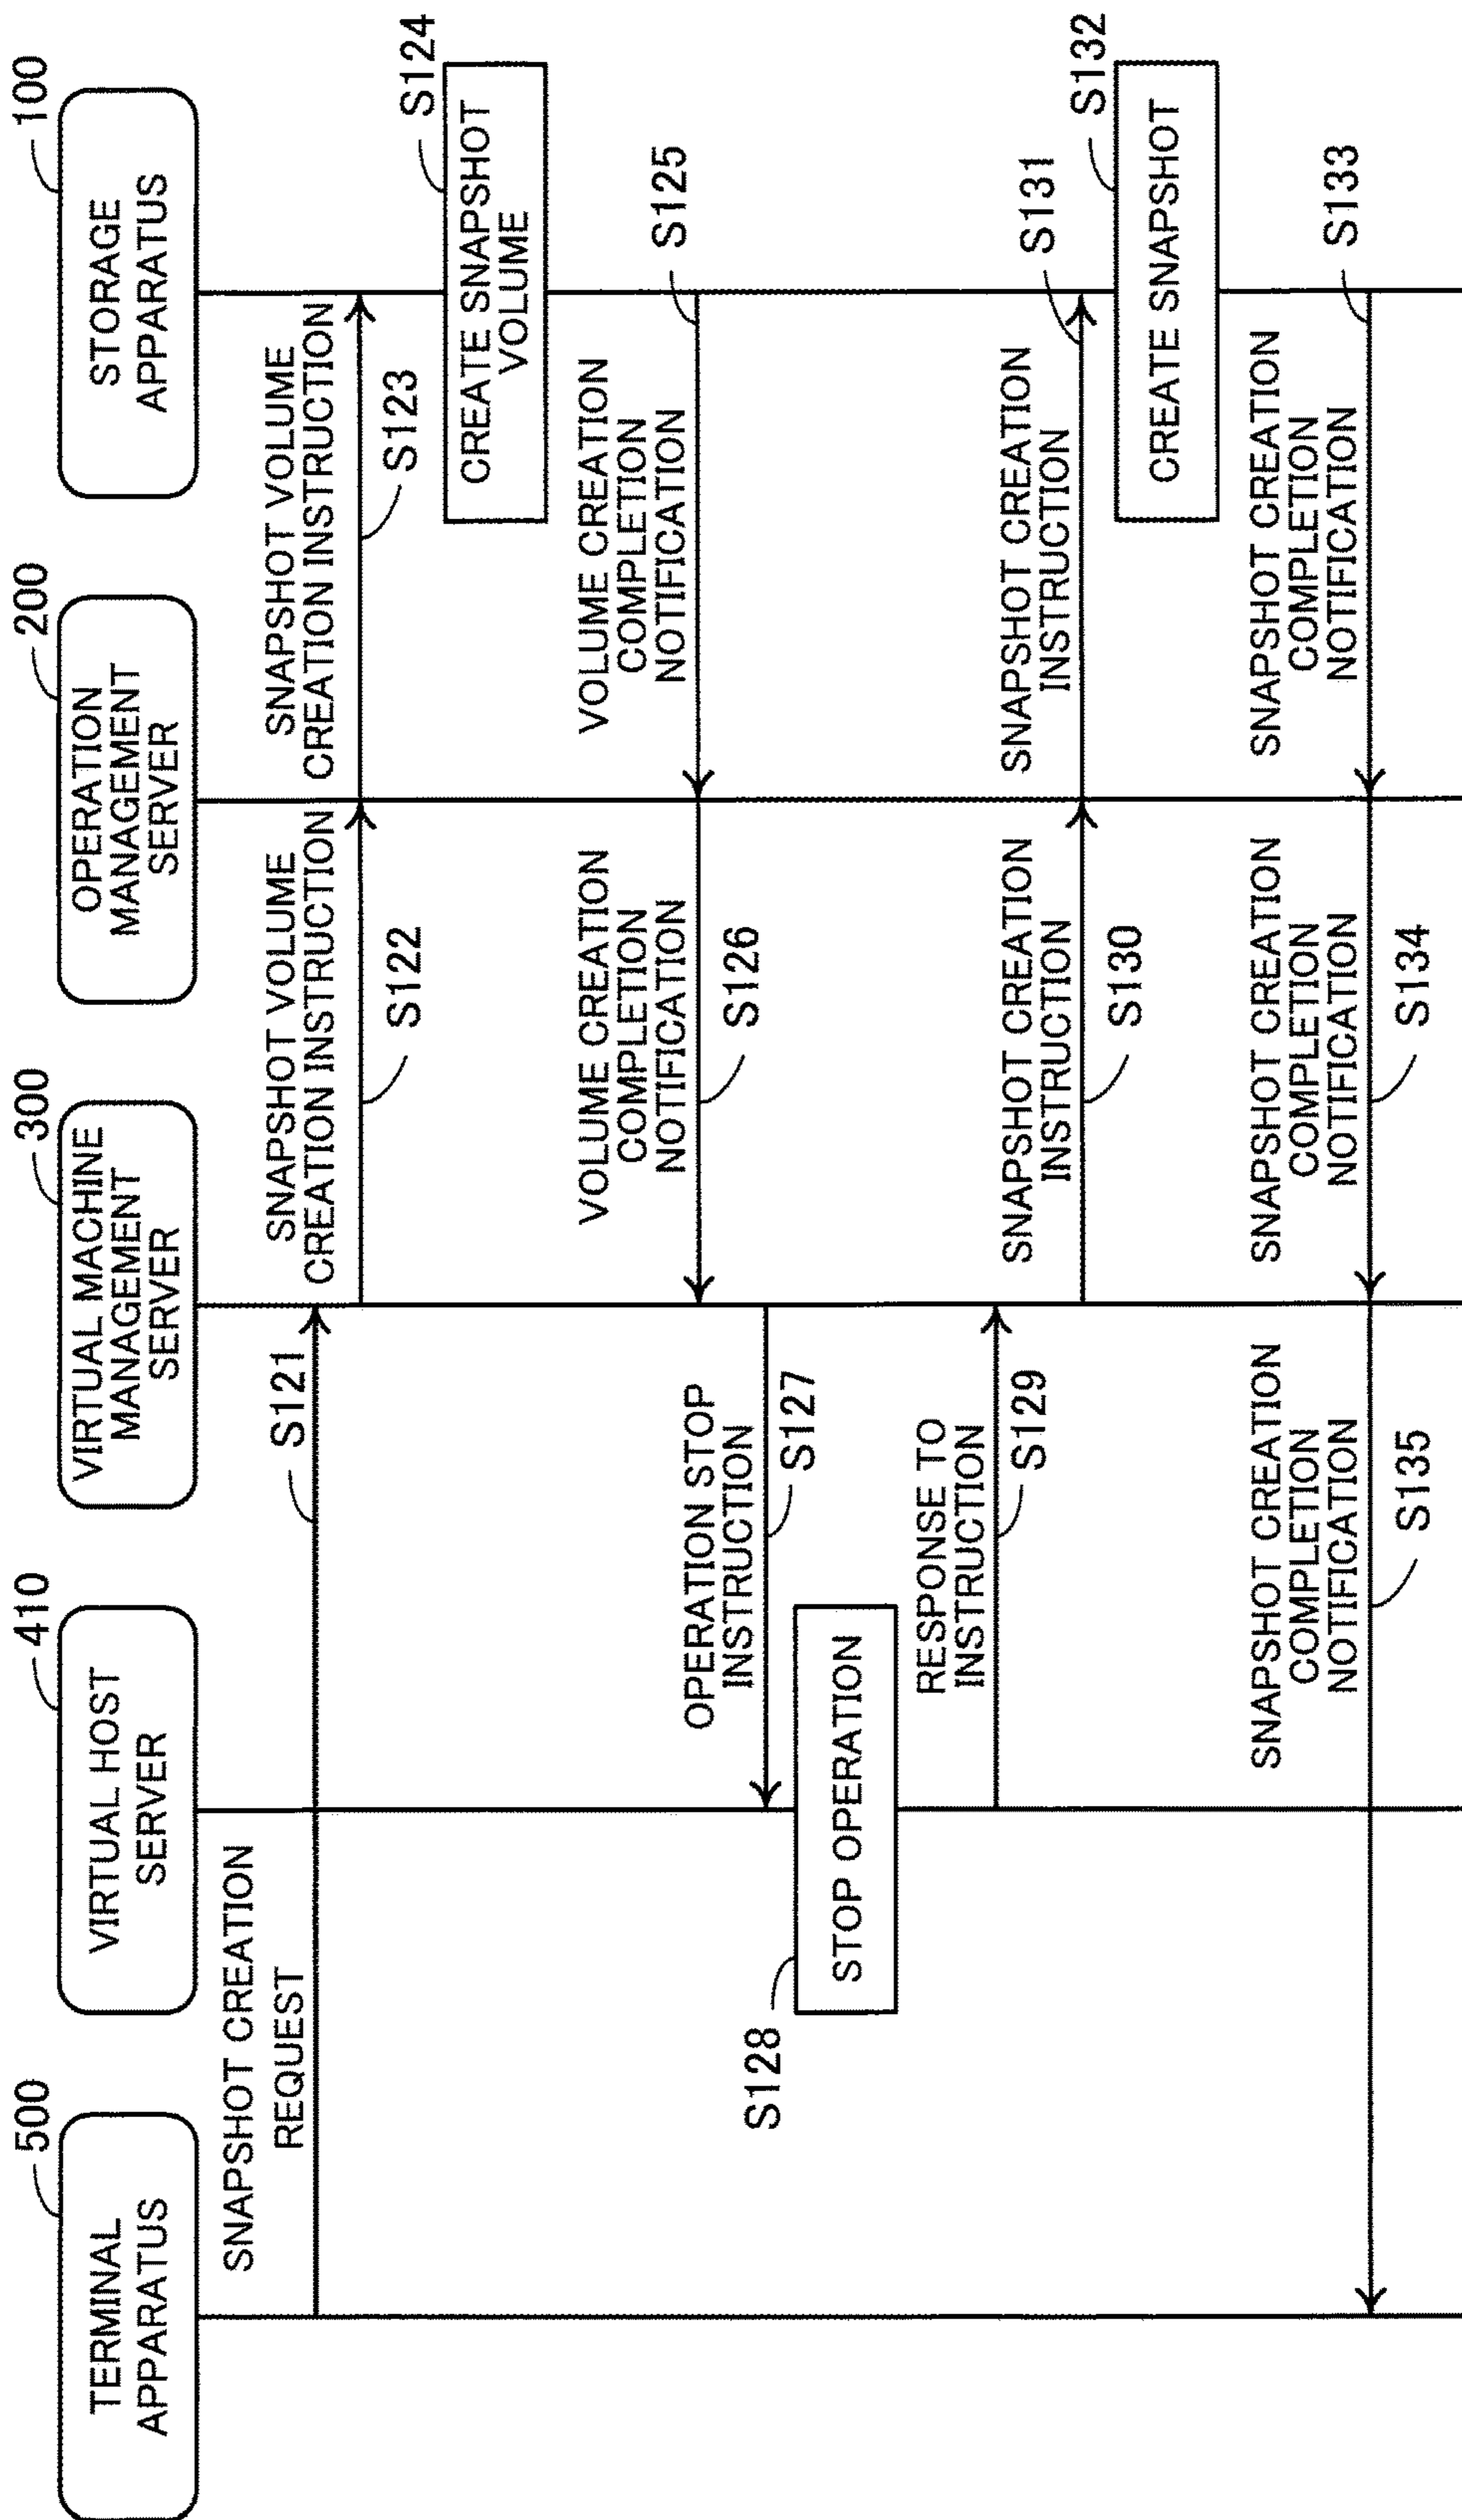 500
TERMINAL
APPARATUS
410
VIRTUAL HOST
SERVER
300
VIRTUAL MACHINE
MANAGEMENT
SERVER
200
OPERATION
MANAGEMENT
SERVER
100
STORAGE
APPARATUS
SNAPSHOT CREATION
REQUEST
S121
SNAPSHOT VOLUME
CREATION INSTRUCTION
S122
SNAPSHOT VOLUME
CREATION INSTRUCTION
S123
S124
CREATE SNAPSHOT
VOLUME
VOLUME CREATION
COMPLETION
NOTIFICATION
S125
VOLUME CREATION
COMPLETION
NOTIFICATION
S126
OPERATION STOP
INSTRUCTION
S127
S128
STOP OPERATION
RESPONSE TO
INSTRUCTION
S129
SNAPSHOT CREATION
INSTRUCTION
S130
SNAPSHOT CREATION
INSTRUCTION
S131
S132
CREATE SNAPSHOT
SNAPSHOT CREATION
COMPLETION
NOTIFICATION
S133
SNAPSHOT CREATION
COMPLETION
NOTIFICATION
S134
SNAPSHOT CREATION
COMPLETION
NOTIFICATION
S135